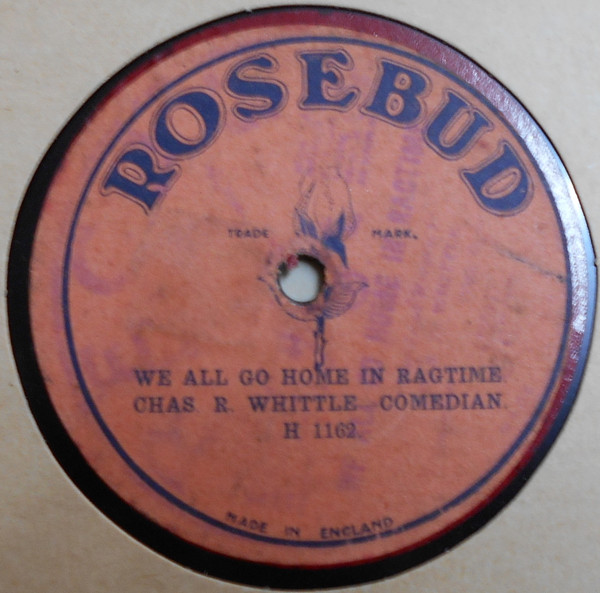 ROSEBUD
TRADE MARK.
WE ALL GO HOME IN RAGTIME.
CHAS. R. WHITTLE COMEDIAN.
H 1162.
MADE IN ENGLAND